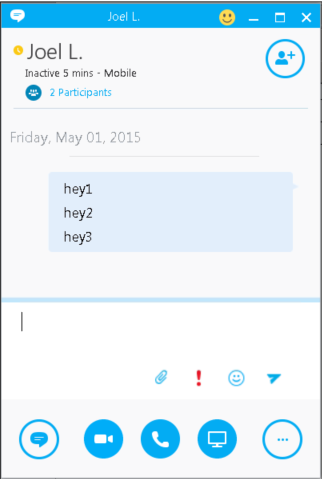 Joel L.
Joel L.
Inactive 5 mins - Mobile
2 Participants
Friday, May 01, 2015
hey1
hey2
hey3